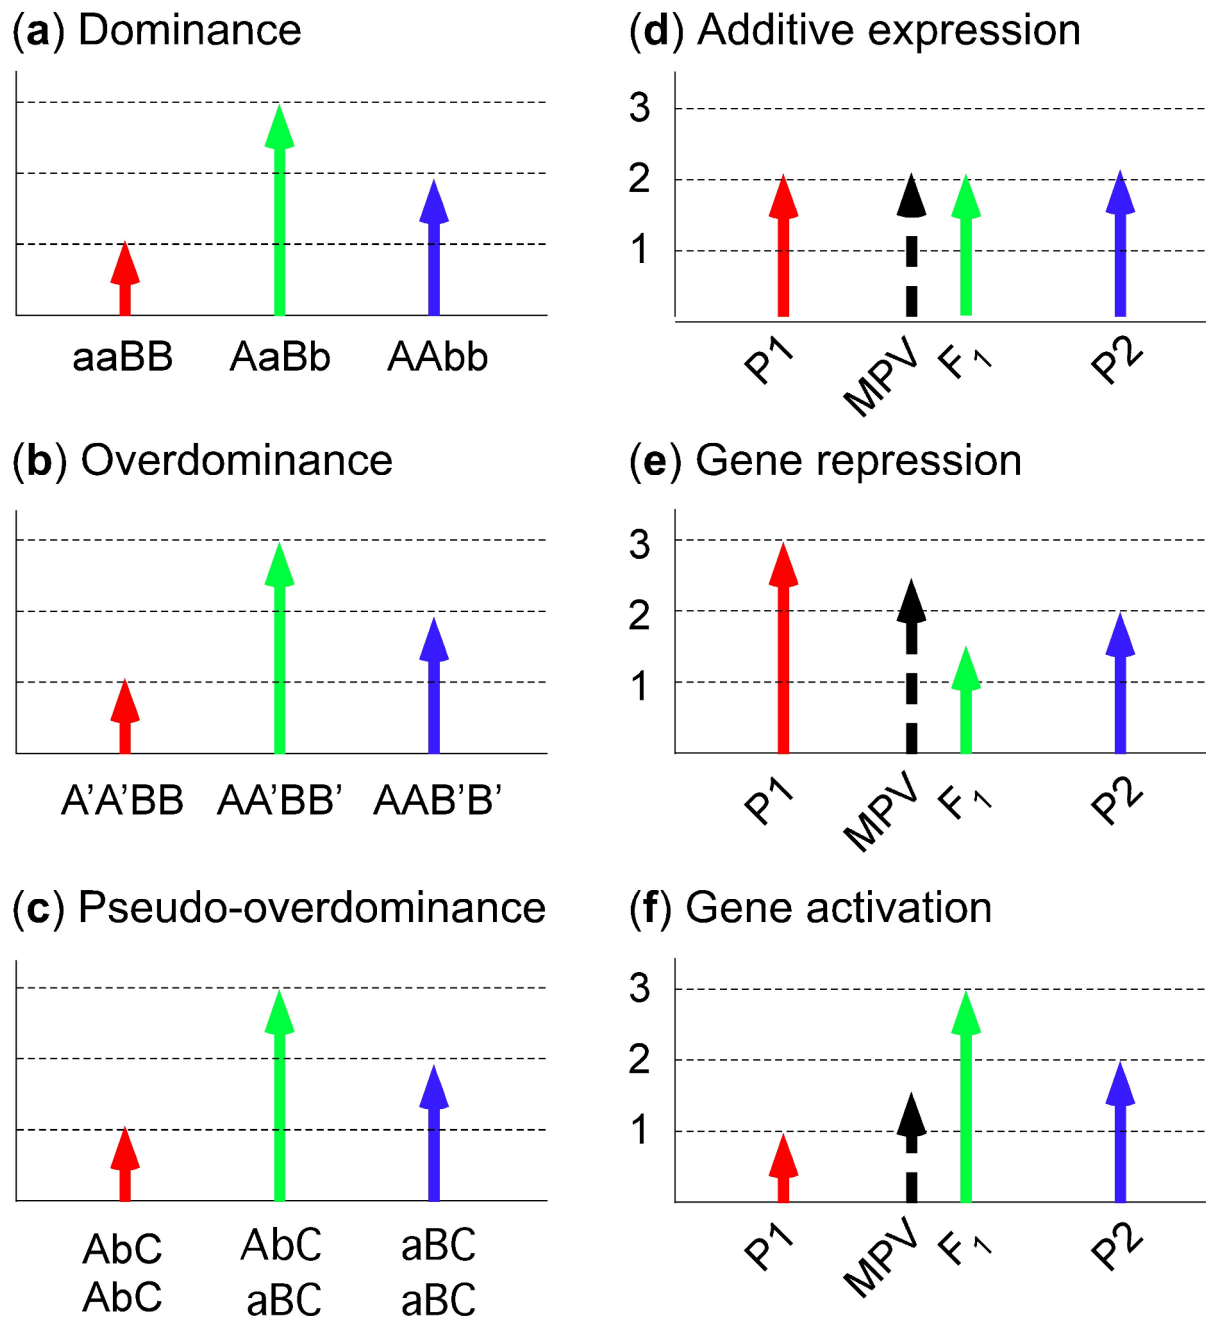 (a) Dominance
aaBB AaBb AAbb
(b) Overdominance
A’A’BB AA’BB’ AAB’B’
(c) Pseudo-overdominance
AbC AbC aBC
AbC aBC aBC
(d) Additive expression
3
2
1
P1 MPV F₁ P2
(e) Gene repression
3
2
1
P1 MPV F₁ P2
(f) Gene activation
3
2
1
P1 MPV F₁ P2